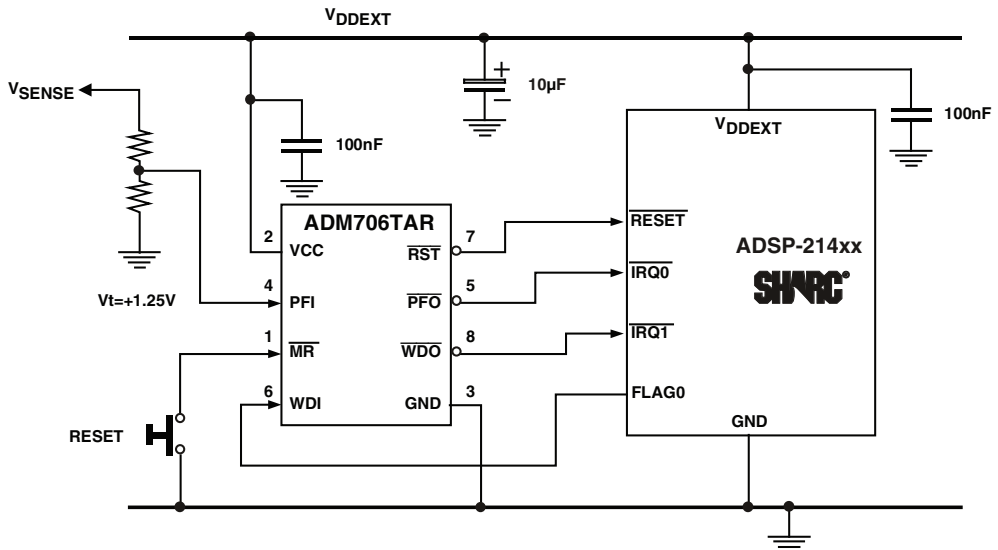 VDDEXT
VSENSE
+
10µF
100nF
VDDEXT
100nF
ADM706TAR
RESET
ADSP-214xx
SHARC®
2 VCC RST 7
IRQ0
Vt=+1.25V
4 PFI PFO 5
IRQ1
1 MR WDO 8
FLAG0
6 WDI GND 3
RESET
GND